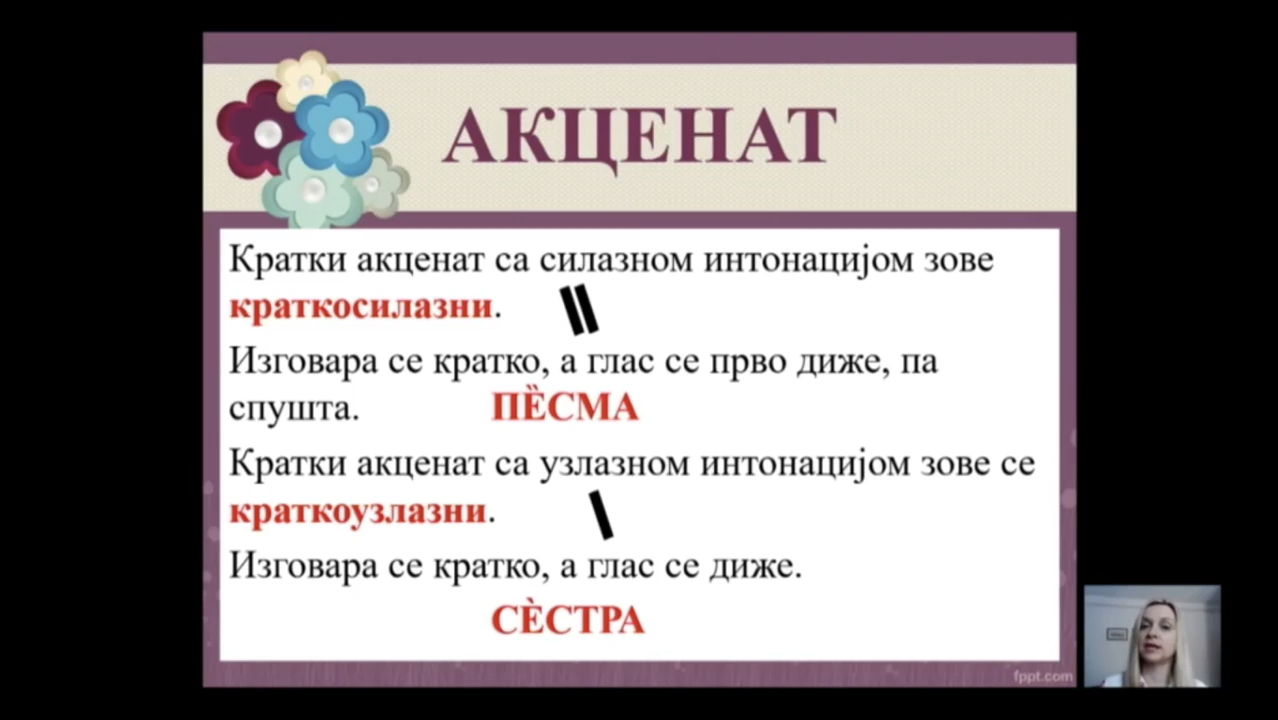 АКЦЕНАТ
Кратки акценат са силазном интонацијом зове
краткосилазни. \\
Изговара се кратко, а глас се прво диже, па
спушта. ПȄСМА
Кратки акценат са узлазном интонацијом зове се
краткоузлазни. \
Изговара се кратко, а глас се диже.
СЀСТРА
fppt.com